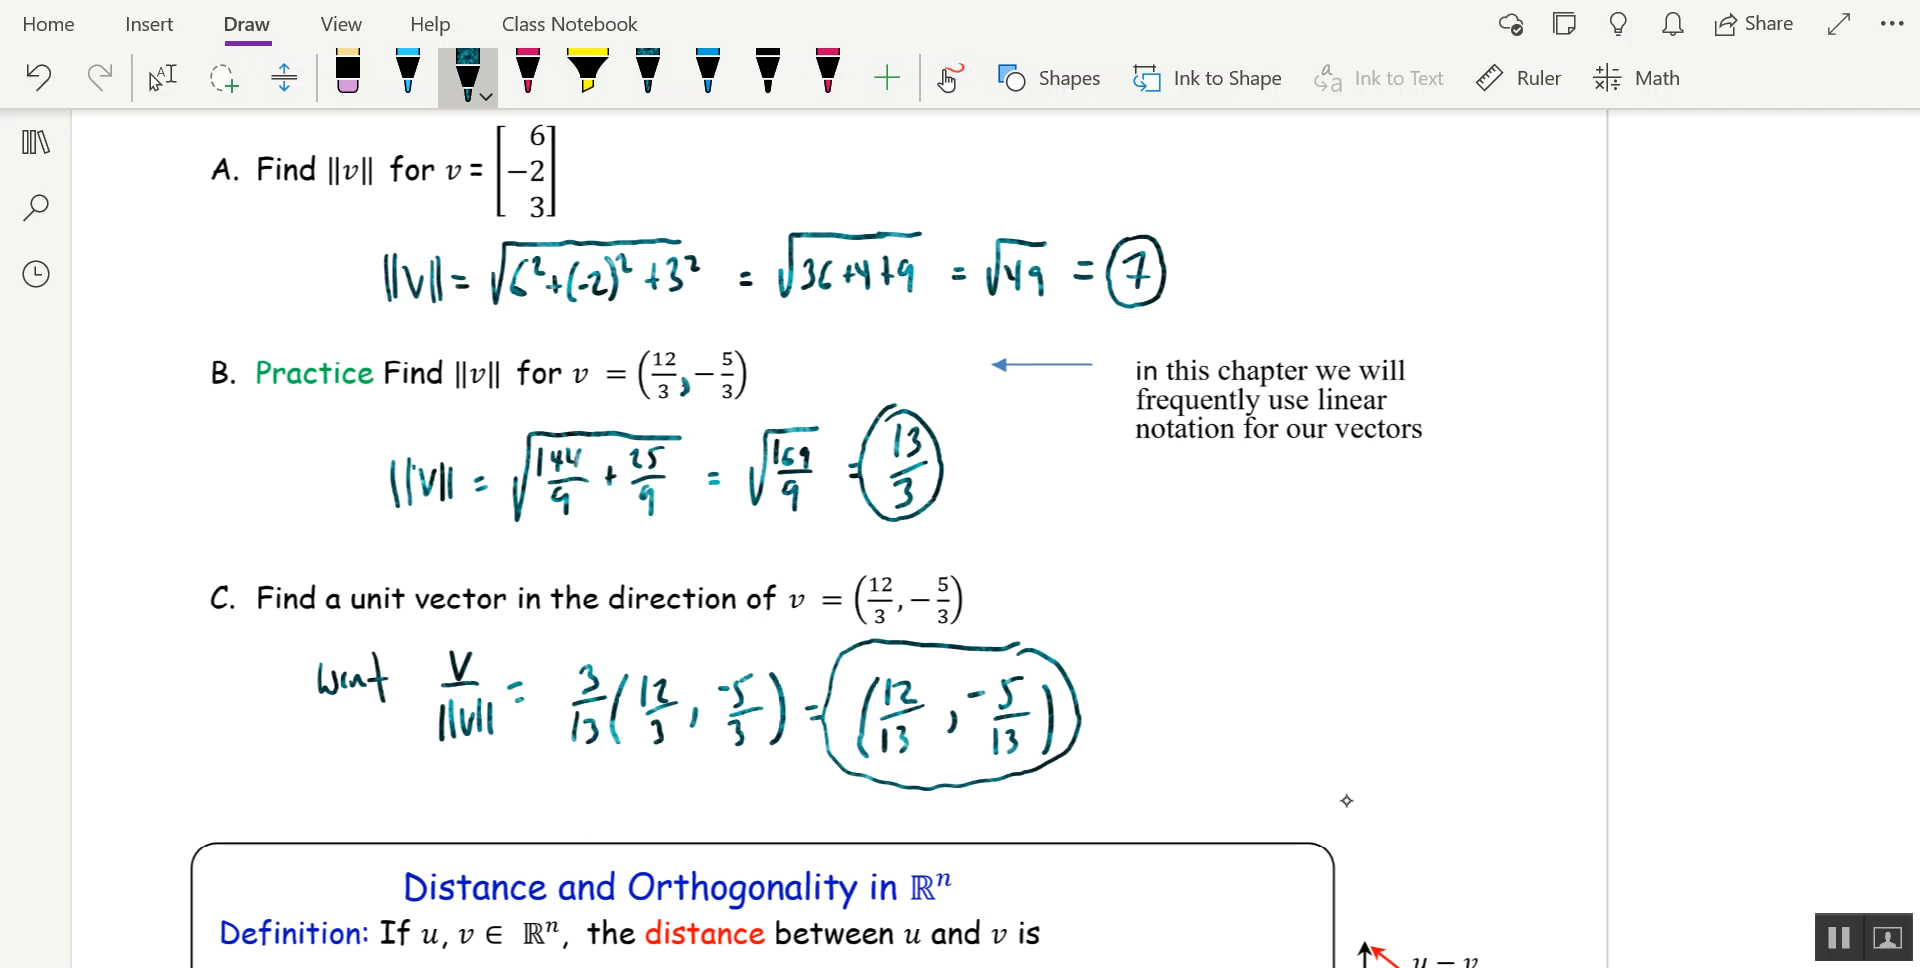 Home Insert Draw View Help Class Notebook Share
Shapes Ink to Shape Ink to Text Ruler Math
A. Find ‖v‖ for v = [6 −2 3]
||V|| = √(6² + (-2)² + 3²) = √(36+4+9) = √49 = 7
B. Practice Find ‖v‖ for v = (12/3, −5/3)
in this chapter we will
frequently use linear
notation for our vectors
||V|| = √(144/9 + 25/9) = √(169/9) = 13/3
C. Find a unit vector in the direction of v = (12/3, −5/3)
want V/||V|| = 3/13 (12/3, -5/3) = (12/13, -5/13)
Distance and Orthogonality in ℝⁿ
Definition: If u, v ∈ ℝⁿ, the distance between u and v is
u − v